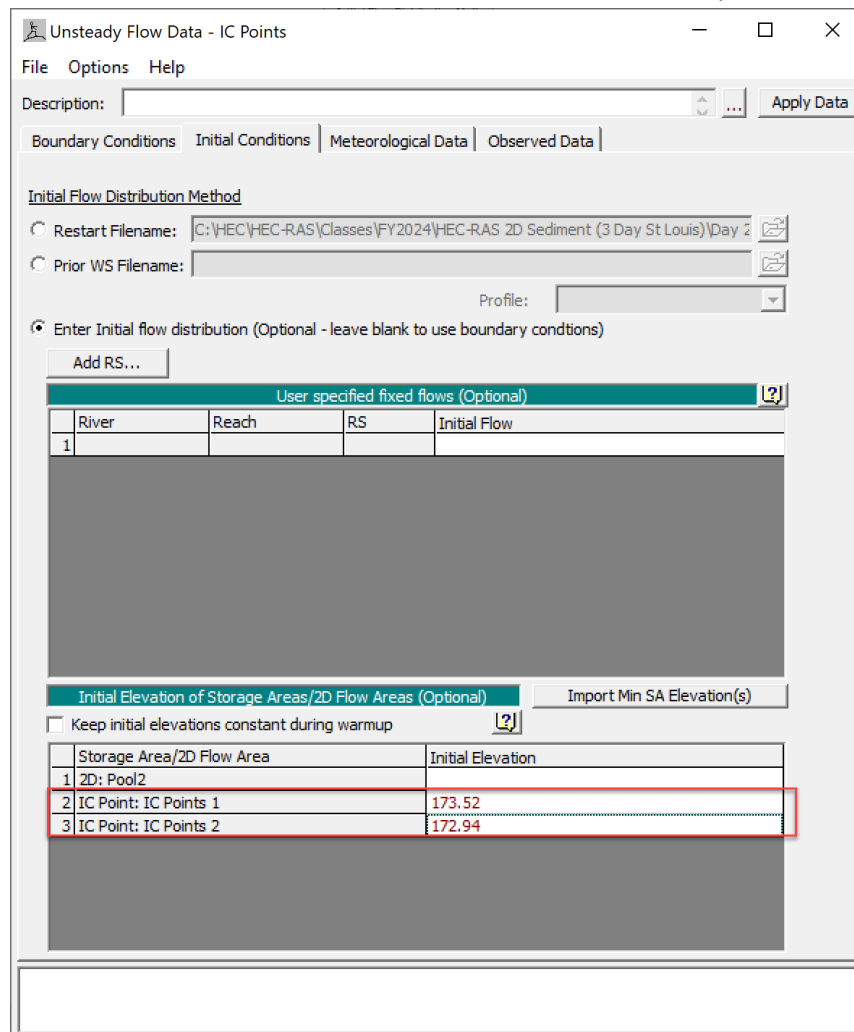 Unsteady Flow Data - IC Points
File Options Help
Description: ... Apply Data
Boundary Conditions Initial Conditions Meteorological Data Observed Data
Initial Flow Distribution Method
Restart Filename: C:\HEC\HEC-RAS\Classes\FY2024\HEC-RAS 2D Sediment (3 Day St Louis)\Day 2
Prior WS Filename:
Profile:
Enter Initial flow distribution (Optional - leave blank to use boundary condtions)
Add RS...
User specified fixed flows (Optional)
River Reach RS Initial Flow
1
Initial Elevation of Storage Areas/2D Flow Areas (Optional) Import Min SA Elevation(s)
Keep initial elevations constant during warmup
Storage Area/2D Flow Area Initial Elevation
1 2D: Pool2
2 IC Point: IC Points 1 173.52
3 IC Point: IC Points 2 172.94